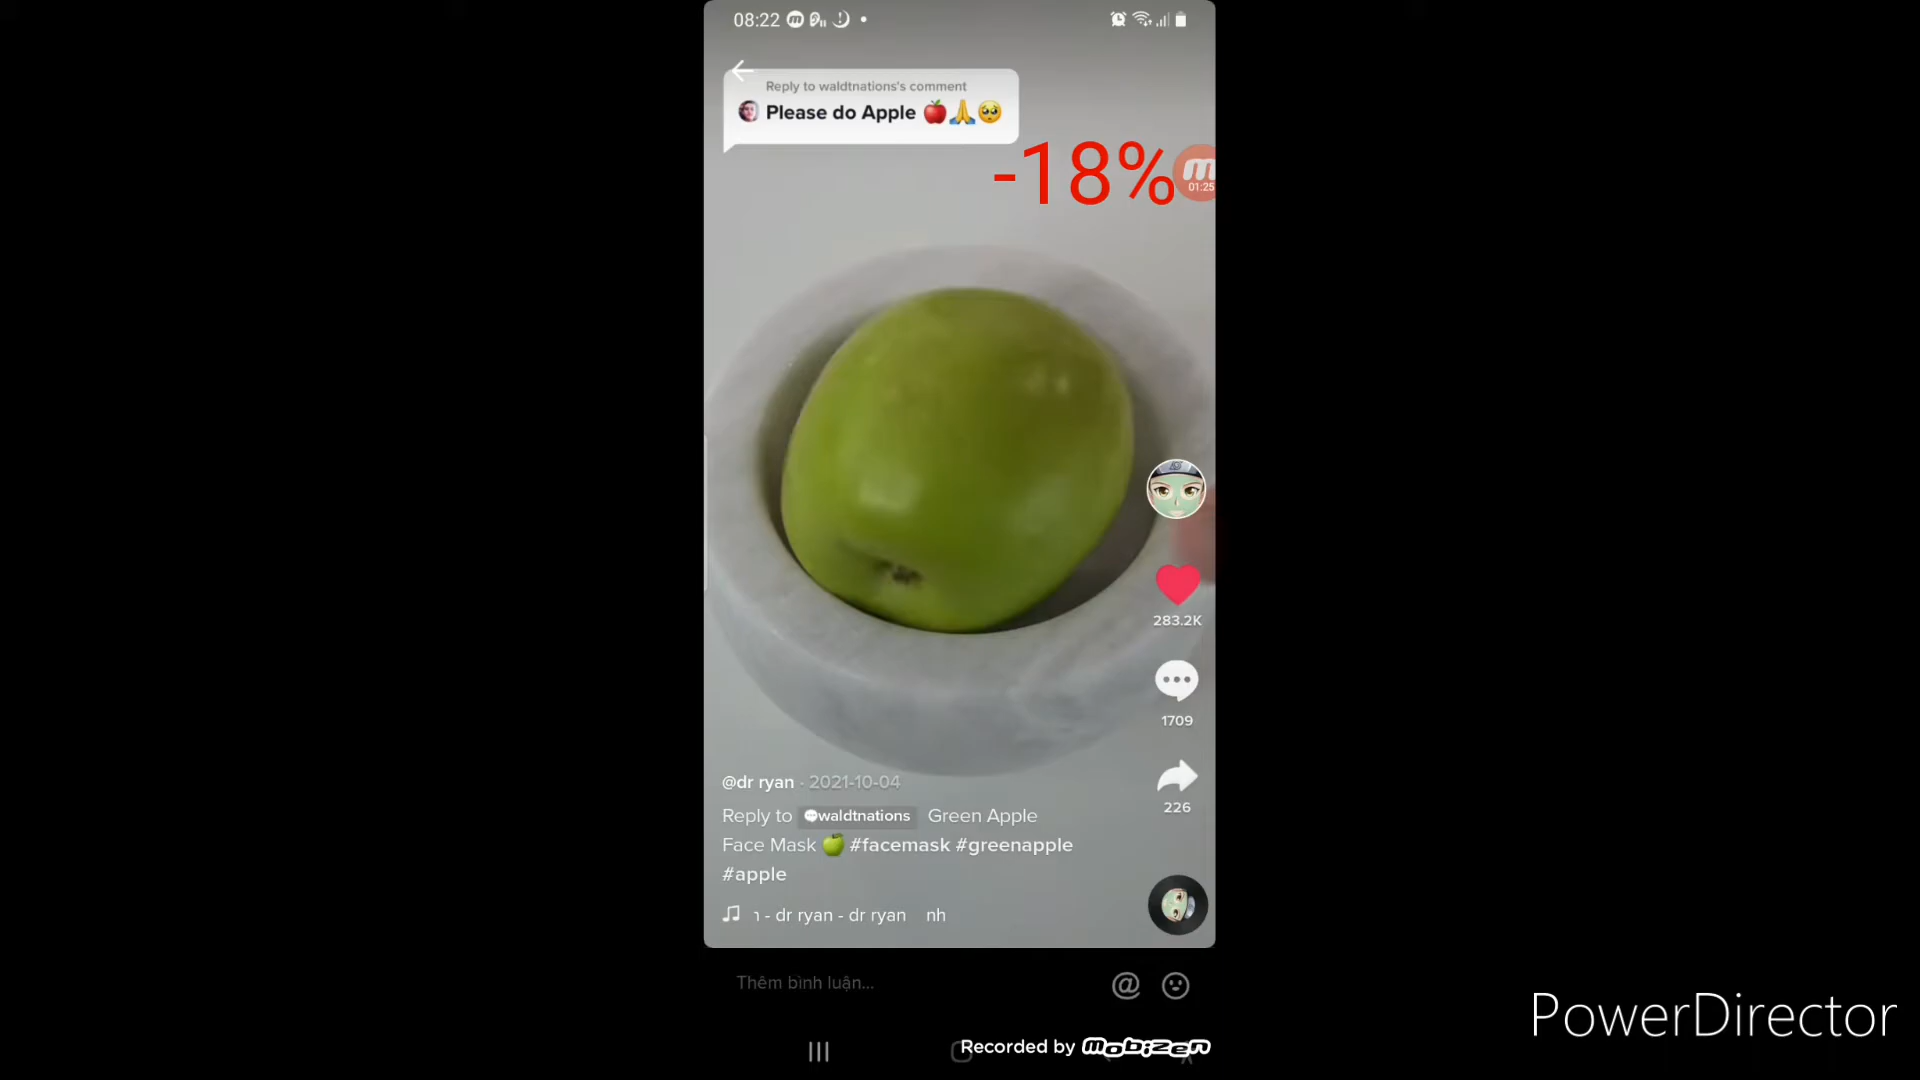 08:22
Reply to waldtnations's comment
Please do Apple 🍎🙏🥺
-18%
01:25
283.2K
1709
226
@dr ryan · 2021-10-04
Reply to waldtnations Green Apple
Face Mask 🍏 #facemask #greenapple
#apple
- dr ryan - dr ryan nh
Thêm bình luận...
Recorded by mobizen
PowerDirector